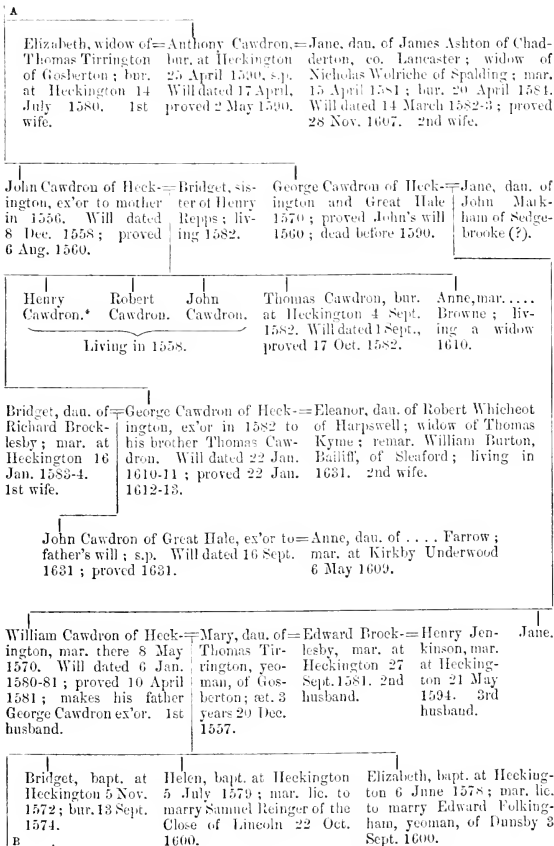 A
Elizabeth, widow of=Anthony Cawdron,=Jane, dau. of James Ashton of Chad-
Thomas Tirrington bur. at Heckington derton, co. Lancaster; widow of
of Gosberton; bur. 25 April 1590, s.p. Nicholas Wolriche of Spalding; mar.
at Heckington 14 Will dated 17 April, 15 April 1581; bur. 20 April 1584.
July 1580. 1st proved 2 May 1590. Will dated 14 March 1582-3; proved
wife. 28 Nov. 1607. 2nd wife.
John Cawdron of Heck-=Bridget, sis- George Cawdron of Heck-=Jane, dau. of
ington, ex'or to mother ter of Henry ington and Great Hale John Mark-
in 1556. Will dated Repps; liv- 1570; proved John's will ham of Sedge-
8 Dec. 1558; proved ing 1582. 1560; dead before 1590. brooke (?).
6 Aug. 1560.
Henry Robert John Thomas Cawdron, bur. Anne, mar. ....
Cawdron.* Cawdron. Cawdron. at Heckington 4 Sept. Browne; liv-
1582. Will dated 1 Sept., ing a widow
Living in 1558. proved 17 Oct. 1582. 1610.
Bridget, dau. of=George Cawdron of Heck-=Eleanor, dau. of Robert Whichcot
Richard Brock- ington, ex'or in 1582 to of Harpswell; widow of Thomas
lesby; mar. at his brother Thomas Caw- Kyme; remar. William Burton,
Heckington 16 dron. Will dated 22 Jan. Bailiff, of Sleaford; living in
Jan. 1583-4. 1610-11; proved 22 Jan. 1631. 2nd wife.
1st wife. 1612-13.
John Cawdron of Great Hale, ex'or to=Anne, dau. of .... Farrow;
father's will; s.p. Will dated 16 Sept. mar. at Kirkby Underwood
1631; proved 1631. 6 May 1609.
William Cawdron of Heck-=Mary, dau. of=Edward Brock-=Henry Jen- Jane.
ington, mar. there 8 May Thomas Tir- lesby, mar. at kinson, mar.
1570. Will dated 6 Jan. rington, yeo- Heckington 27 at Hecking-
1580-81; proved 10 April man, of Gos- Sept. 1581. 2nd ton 21 May
1581; makes his father berton; æt. 3 husband. 1594. 3rd
George Cawdron ex'or. 1st years 20 Dec. husband.
husband. 1557.
Bridget, bapt. at Helen, bapt. at Heckington Elizabeth, bapt. at Hecking-
Heckington 5 Nov. 5 July 1579; mar. lic. to ton 6 June 1578; mar. lic.
1572; bur. 13 Sept. marry Samuel Reinger of the to marry Edward Folking-
1574. Close of Lincoln 22 Oct. ham, yeoman, of Dunsby 3
B 1600. Sept. 1600.